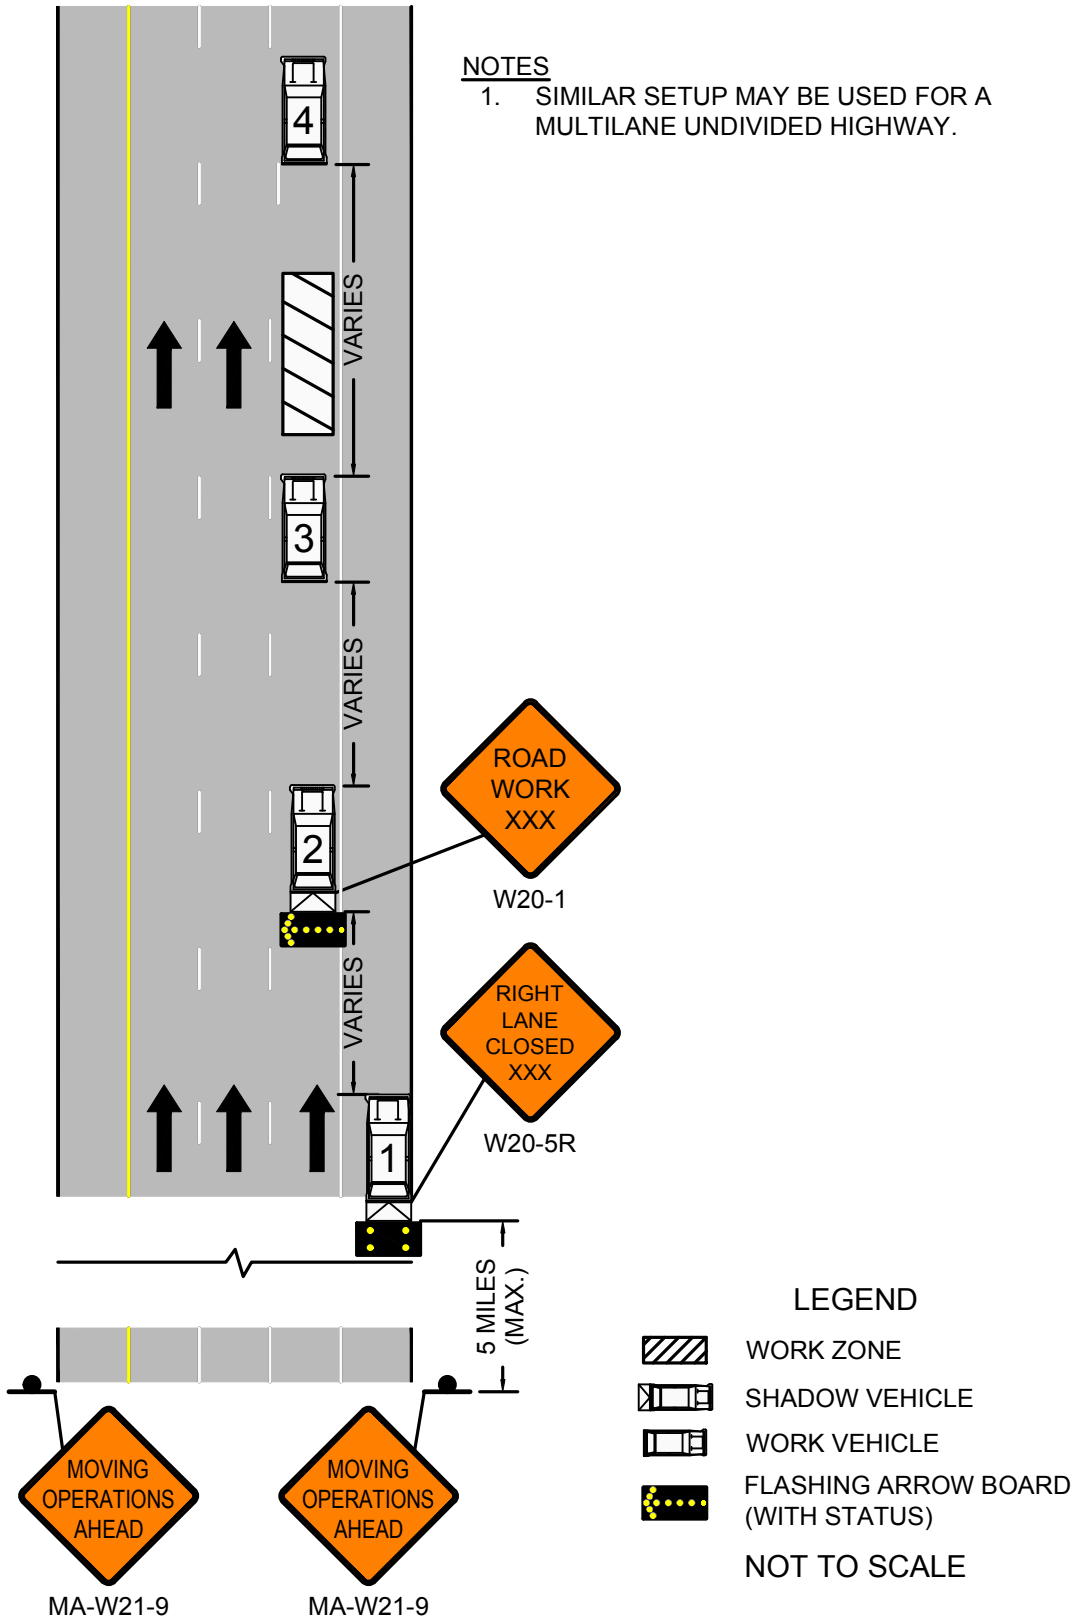 NOTES
1. SIMILAR SETUP MAY BE USED FOR A
MULTILANE UNDIVIDED HIGHWAY.
4
VARIES
3
VARIES
ROAD
WORK
XXX
W20-1
2
VARIES
RIGHT
LANE
CLOSED
XXX
W20-5R
1
5 MILES
(MAX.)
MOVING
OPERATIONS
AHEAD
MA-W21-9
MOVING
OPERATIONS
AHEAD
MA-W21-9
LEGEND
WORK ZONE
SHADOW VEHICLE
WORK VEHICLE
FLASHING ARROW BOARD
(WITH STATUS)
NOT TO SCALE